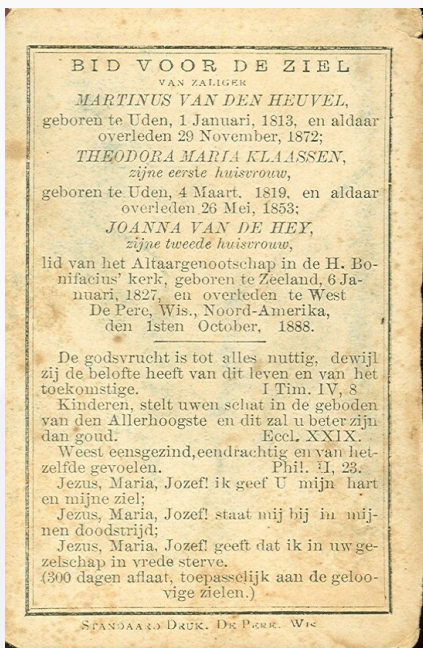 BID VOOR DE ZIEL
VAN ZALIGER
MARTINUS VAN DEN HEUVEL,
geboren te Uden, 1 Januari, 1813, en aldaar
overleden 29 November, 1872;
THEODORA MARIA KLAASSEN,
zijne eerste huisvrouw,
geboren te Uden, 4 Maart, 1819, en aldaar
overleden 26 Mei, 1853;
JOANNA VAN DE HEY,
zijne tweede huisvrouw,
lid van het Altaargenootschap in de H. Bo-
nifacius' kerk, geboren te Zeeland, 6 Ja-
nuari, 1827, en overleden te West
De Pere, Wis., Noord-Amerika,
den 1sten October, 1888.
De godsvrucht is tot alles nuttig, dewijl
zij de belofte heeft van dit leven en van het
toekomstige. I Tim. IV, 8
Kinderen, stelt uwen schat in de geboden
van den Allerhoogste en dit zal u beter zijn
dan goud. Eccl. XXIX.
Weest eensgezind, eendrachtig en van het-
zelfde gevoelen. Phil. II, 23.
Jezus, Maria, Jozef! ik geef U mijn hart
en mijne ziel;
Jezus, Maria, Jozef! staat mij bij in mij-
nen doodstrijd;
Jezus, Maria, Jozef! geeft dat ik in uw ge-
zelschap in vrede sterve.
(300 dagen aflaat, toepasselijk aan de geloo-
vige zielen.)
STANDAARD DRUK. DE PERE. WIS